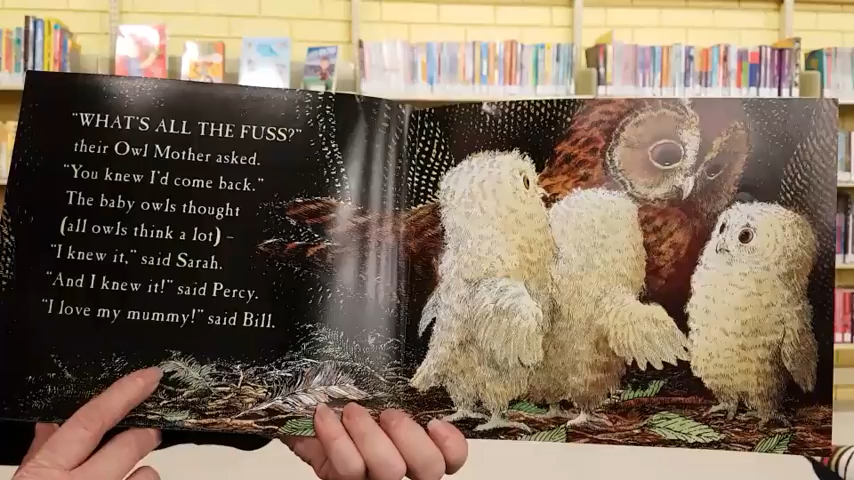 "WHAT'S ALL THE FUSS?"
their Owl Mother asked.
"You knew I'd come back."
The baby owls thought
(all owls think a lot) –
"I knew it," said Sarah.
"And I knew it!" said Percy.
"I love my mummy!" said Bill.